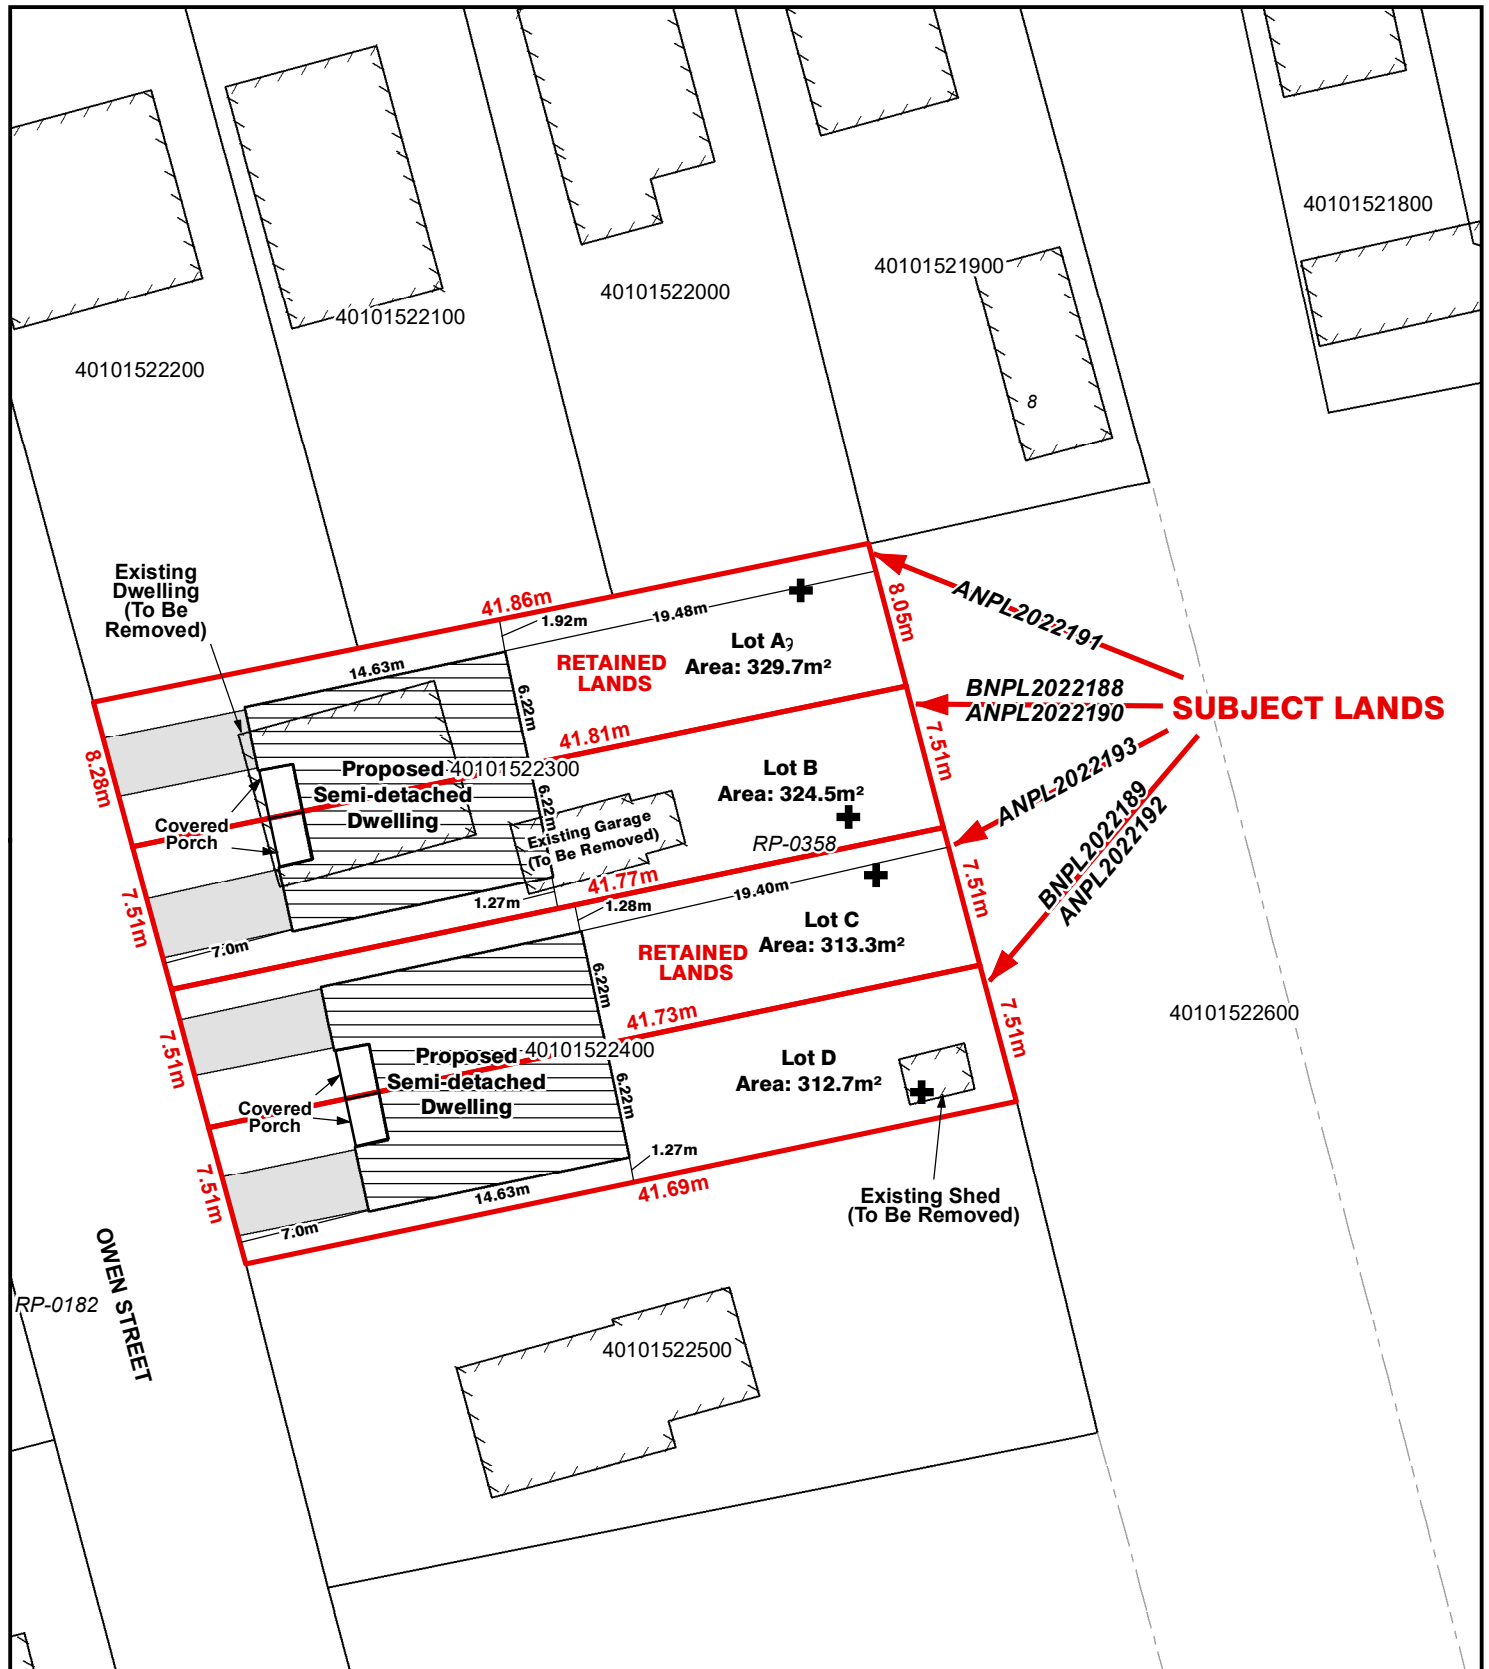 40101521800
40101521900
40101522000
40101522100
40101522200
8
Existing
Dwelling
(To Be
Removed)
41.86m
1.92m
19.48m
8.05m
ANPL2022191
Lot A
Area: 329.7m²
RETAINED
LANDS
14.63m
6.22m
41.81m
BNPL2022188
ANPL2022190
SUBJECT LANDS
8.28m
7.51m
Proposed
Semi-detached
Dwelling
40101522300
6.22m
Lot B
Area: 324.5m²
ANPL2022193
BNPL2022189
ANPL2022192
Covered
Porch
Existing Garage
(To Be Removed)
RP-0358
41.77m
1.27m
1.28m
19.40m
7.51m
7.51m
7.0m
Lot C
Area: 313.3m²
RETAINED
LANDS
6.22m
41.73m
7.51m
7.51m
40101522600
Proposed
Semi-detached
Dwelling
40101522400
6.22m
Lot D
Area: 312.7m²
Covered
Porch
1.27m
7.51m
14.63m
41.69m
7.0m
Existing Shed
(To Be Removed)
OWEN STREET
RP-0182
40101522500